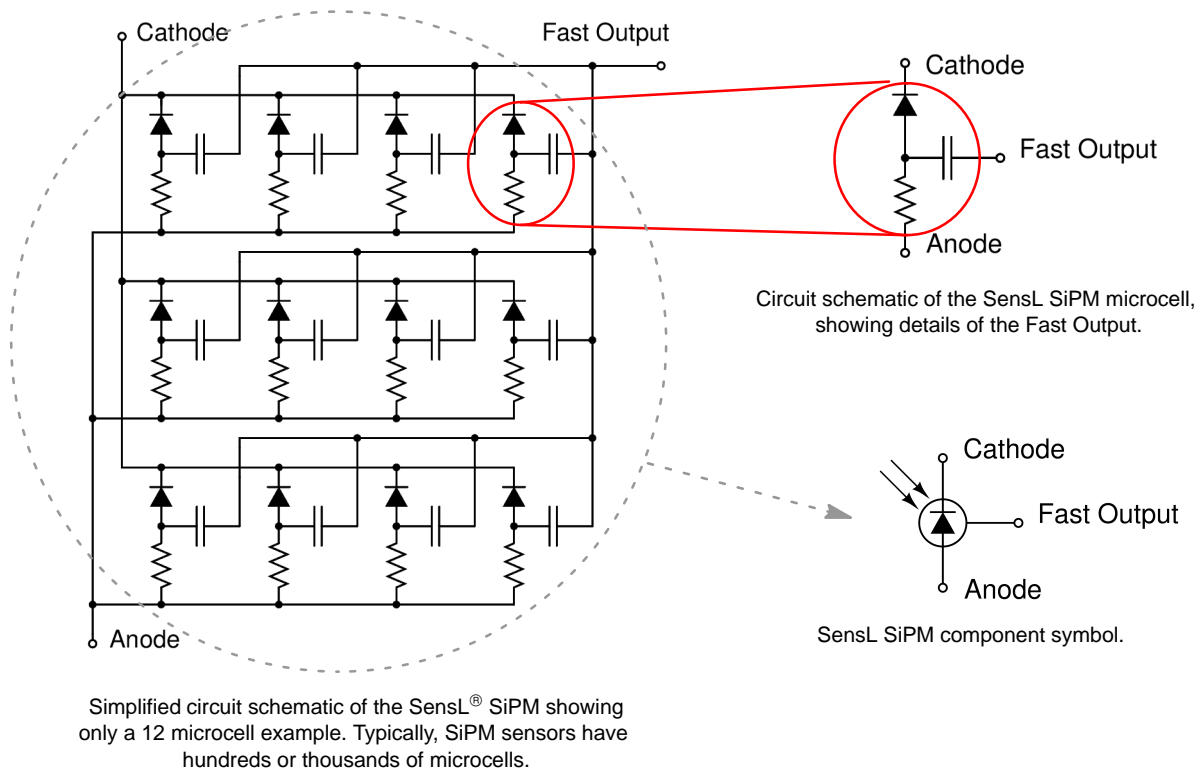 Cathode
Fast Output
Cathode
Fast Output
Anode
Circuit schematic of the SensL SiPM microcell,
showing details of the Fast Output.
Cathode
Fast Output
Anode
SensL SiPM component symbol.
Anode
Simplified circuit schematic of the SensL® SiPM showing
only a 12 microcell example. Typically, SiPM sensors have
hundreds or thousands of microcells.